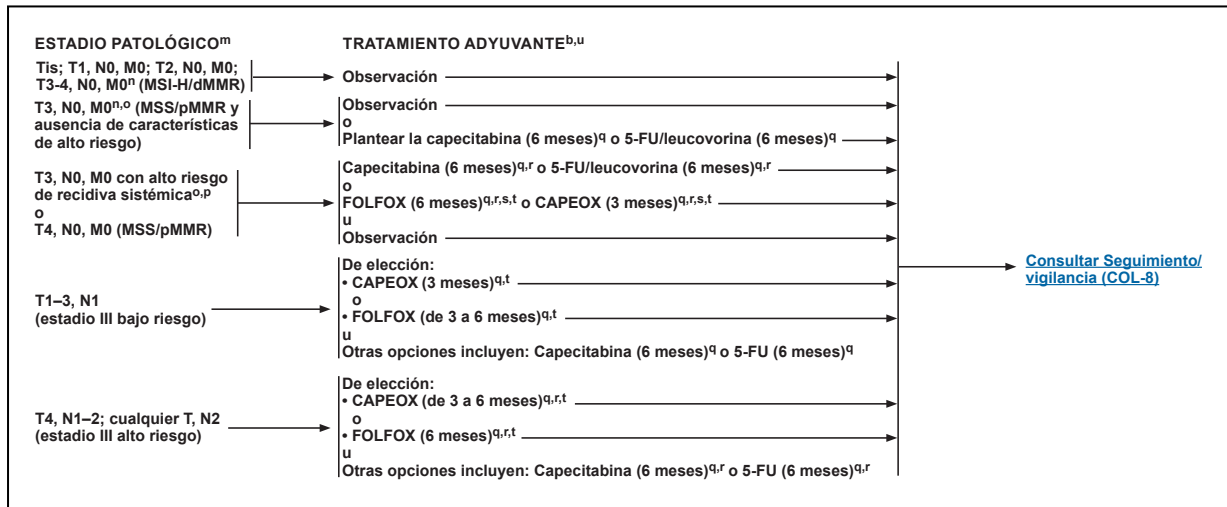 ESTADIO PATOLÓGICOᵐ
TRATAMIENTO ADYUVANTEᵇ,ᵘ
Tis; T1, N0, M0; T2, N0, M0;
T3-4, N0, M0ⁿ (MSI-H/dMMR)
Observación
T3, N0, M0ⁿ,ᵒ (MSS/pMMR y
ausencia de características
de alto riesgo)
Observación
o
Plantear la capecitabina (6 meses)q o 5-FU/leucovorina (6 meses)q
T3, N0, M0 con alto riesgo
de recidiva sistémicaᵒ,ᵖ
o
T4, N0, M0 (MSS/pMMR)
Capecitabina (6 meses)q,r o 5-FU/leucovorina (6 meses)q,r
o
FOLFOX (6 meses)q,r,s,t o CAPEOX (3 meses)q,r,s,t
u
Observación
T1–3, N1
(estadio III bajo riesgo)
De elección:
• CAPEOX (3 meses)q,t
o
• FOLFOX (de 3 a 6 meses)q,t
u
Otras opciones incluyen: Capecitabina (6 meses)q o 5-FU (6 meses)q
T4, N1–2; cualquier T, N2
(estadio III alto riesgo)
De elección:
• CAPEOX (de 3 a 6 meses)q,r,t
o
• FOLFOX (6 meses)q,r,t
u
Otras opciones incluyen: Capecitabina (6 meses)q,r o 5-FU (6 meses)q,r
Consultar Seguimiento/
vigilancia (COL-8)